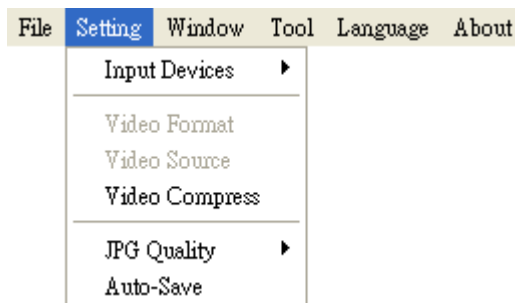 File Setting Window Tool Language About
Input Devices
Video Format
Video Source
Video Compress
JPG Quality
Auto-Save